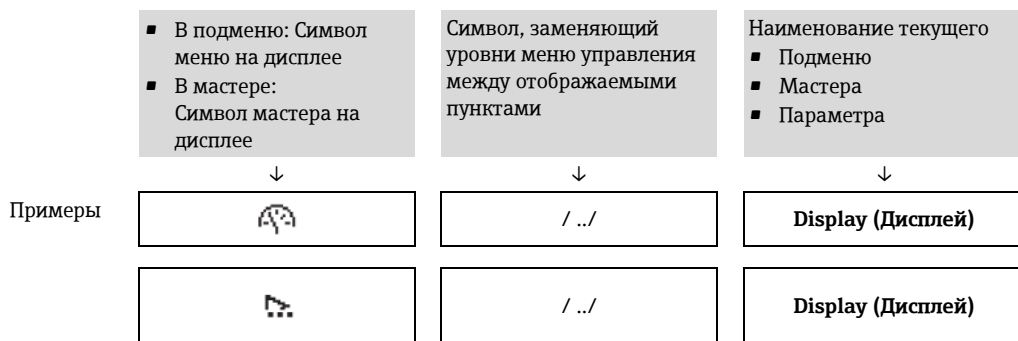 ▪ В подменю: Символ
меню на дисплее
▪ В мастере:
Символ мастера на
дисплее
Символ, заменяющий
уровни меню управления
между отображаемыми
пунктами
Наименование текущего
▪ Подменю
▪ Мастера
▪ Параметра
↓ ↓ ↓
Примеры
/ ../
Display (Дисплей)
/ ../
Display (Дисплей)